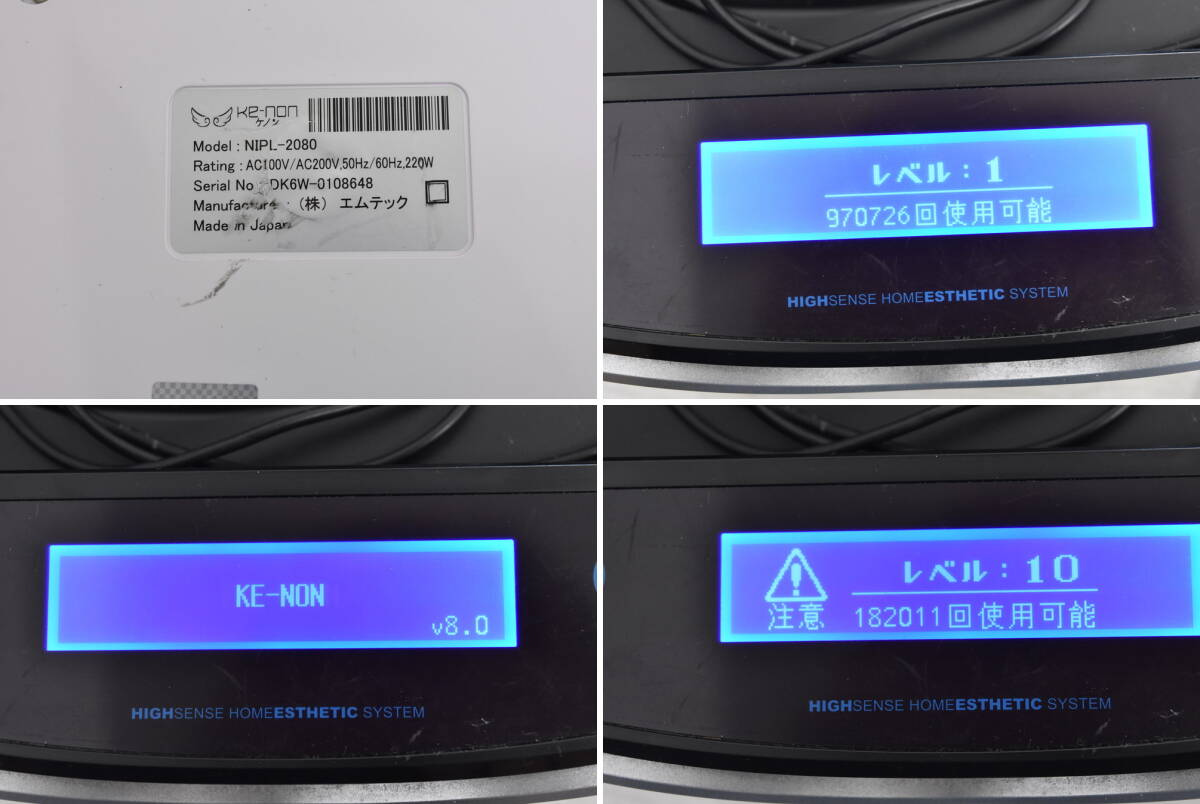 Ke-non
ケノン
Model : NIPL-2080
Rating : AC100V/AC200V,50Hz/60Hz,220W
Serial No : DK6W-0108648
Manufacture : (株) エムテック
Made in Japan
レベル : 1
970726回使用可能
HIGHSENSE HOMEESTHETIC SYSTEM
KE-NON
v8.0
HIGHSENSE HOMEESTHETIC SYSTEM
レベル : 10
注意 182011回使用可能
HIGHSENSE HOMEESTHETIC SYSTEM